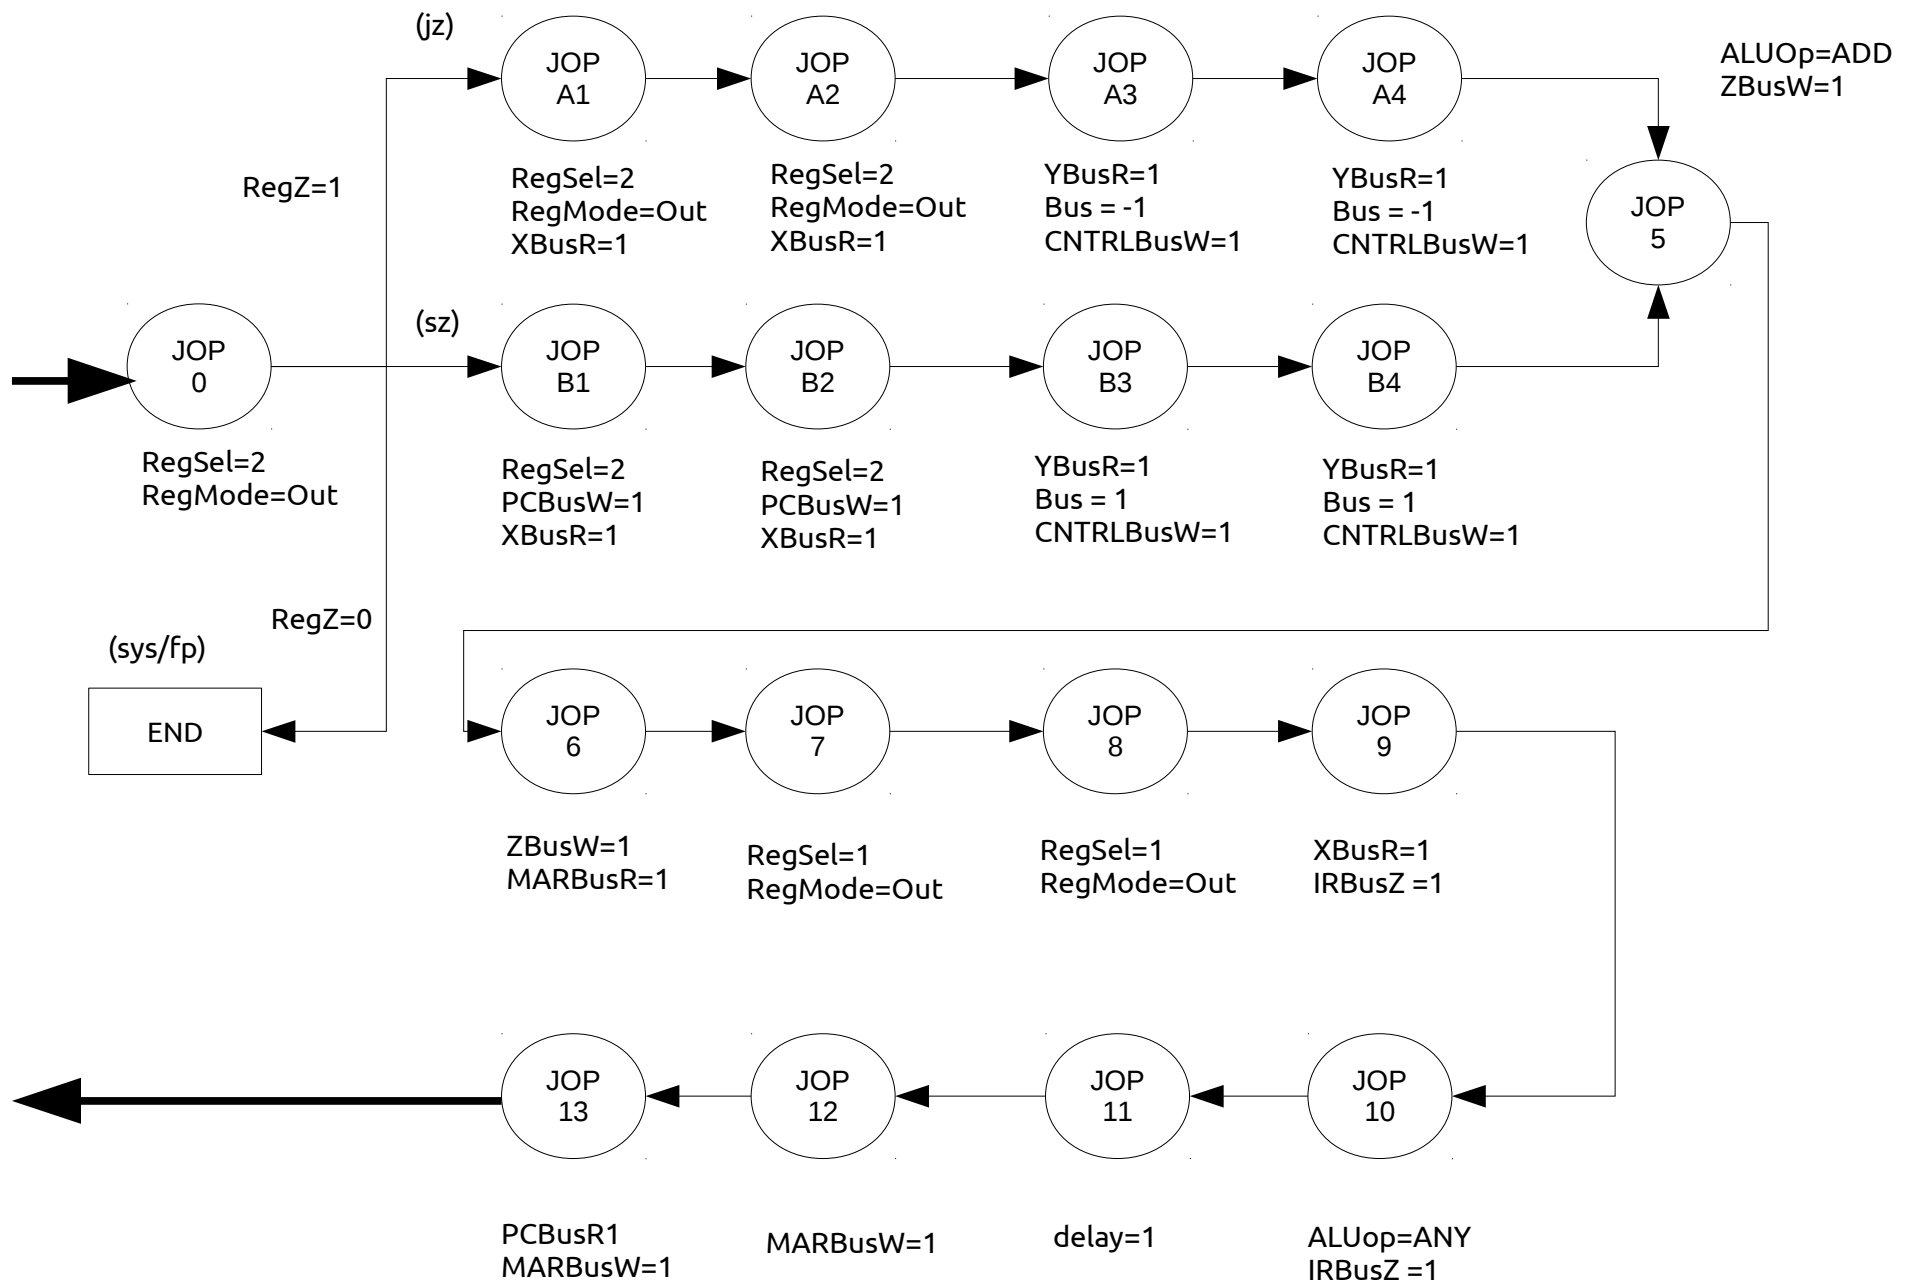 (jz)
JOP
A1
JOP
A2
JOP
A3
JOP
A4
ALUOp=ADD
ZBusW=1
RegZ=1
RegSel=2
RegMode=Out
XBusR=1
RegSel=2
RegMode=Out
XBusR=1
YBusR=1
Bus = -1
CNTRLBusW=1
YBusR=1
Bus = -1
CNTRLBusW=1
JOP
5
(sz)
JOP
0
JOP
B1
JOP
B2
JOP
B3
JOP
B4
RegSel=2
RegMode=Out
RegSel=2
PCBusW=1
XBusR=1
RegSel=2
PCBusW=1
XBusR=1
YBusR=1
Bus = 1
CNTRLBusW=1
YBusR=1
Bus = 1
CNTRLBusW=1
RegZ=0
(sys/fp)
END
JOP
6
JOP
7
JOP
8
JOP
9
ZBusW=1
MARBusR=1
RegSel=1
RegMode=Out
RegSel=1
RegMode=Out
XBusR=1
IRBusZ =1
JOP
13
JOP
12
JOP
11
JOP
10
PCBusR1
MARBusW=1
MARBusW=1
delay=1
ALUop=ANY
IRBusZ =1